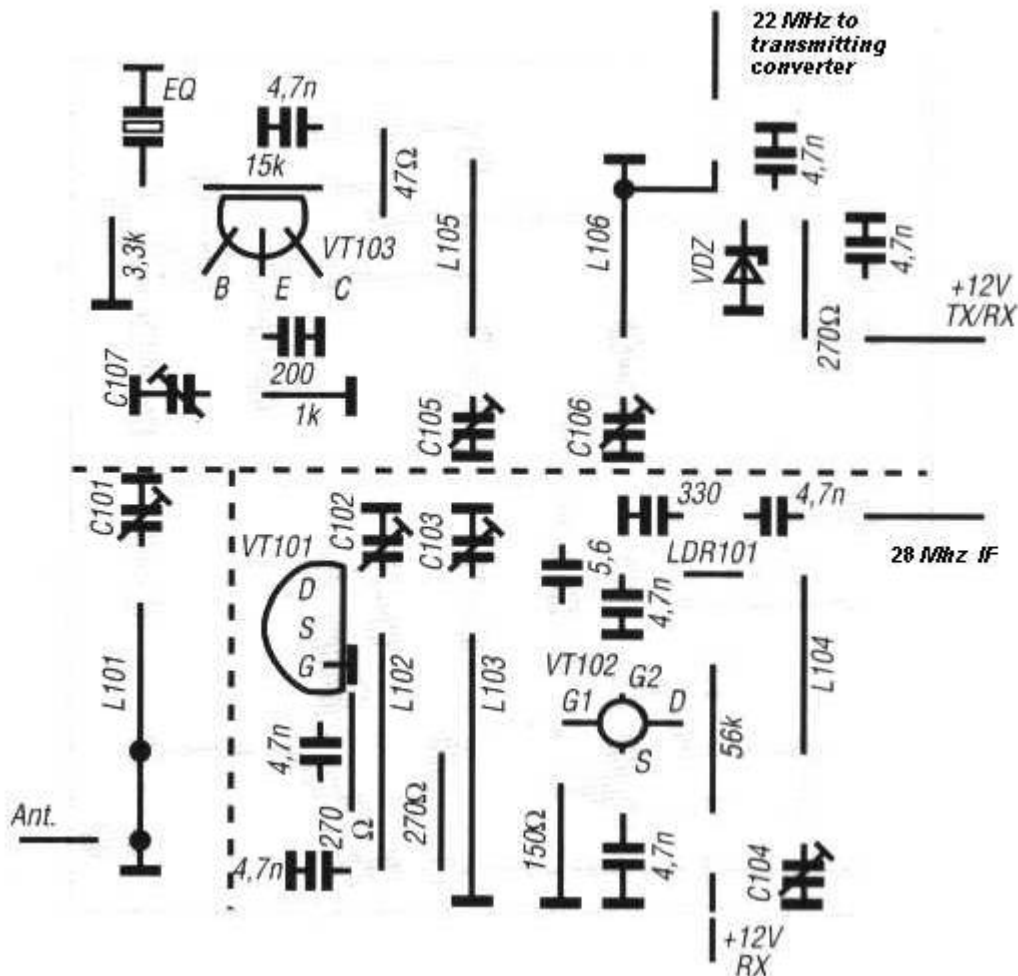 22 MHz to
transmitting
converter
EQ
4,7n
15k
47Ω
4,7n
4,7n
3,3k
VT103
B E C
L105
L106
VDZ
270Ω
+12V
TX/RX
C107
200
1k
C105
C106
C101
VT101
C102
C103
330
4,7n
28 Mhz IF
D
S
G
5,6
4,7n
LDR101
L101
L102
L103
VT102
G1
G2
D
S
L104
56k
4,7n
270
Ω
270Ω
150Ω
4,7n
Ant.
4,7n
C104
+12V
RX